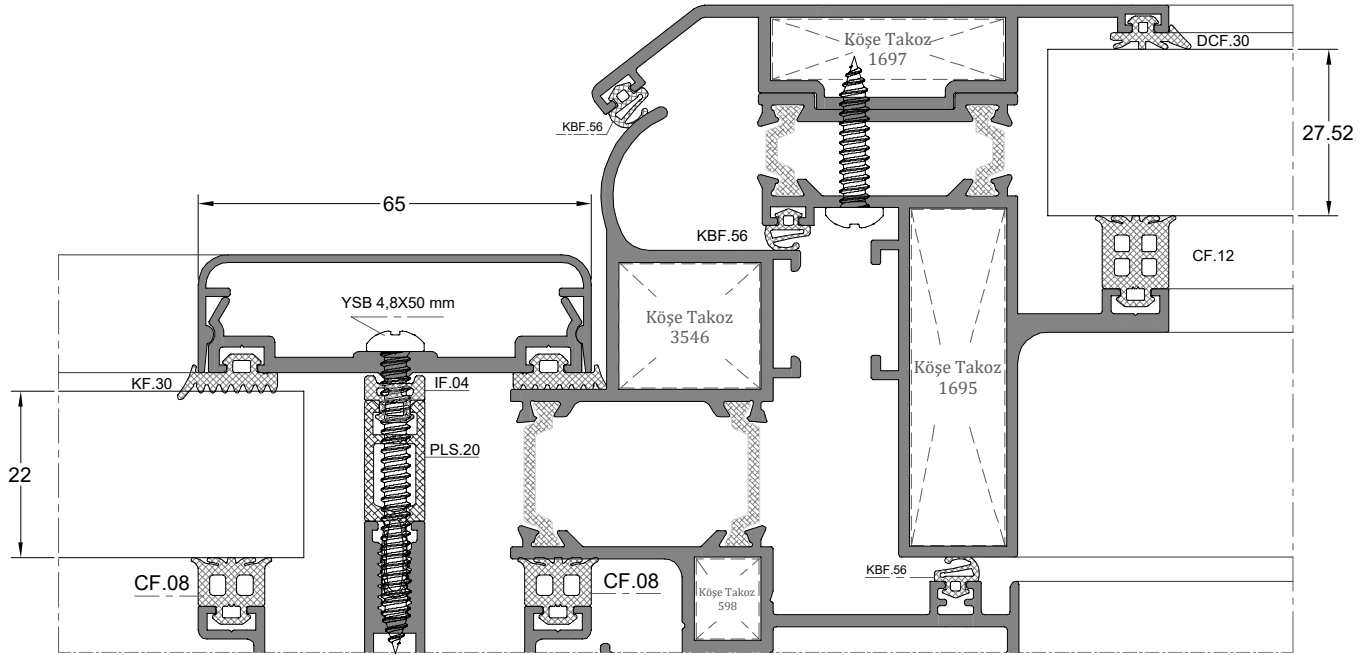 Köşe Takoz
1697
DCF.30
KBF.56
27.52
65
KBF.56
CF.12
YSB 4,8X50 mm
Köşe Takoz
3546
Köşe Takoz
1695
KF.30
IF.04
PLS.20
22
CF.08
CF.08
KBF.56
Köşe Takoz
598